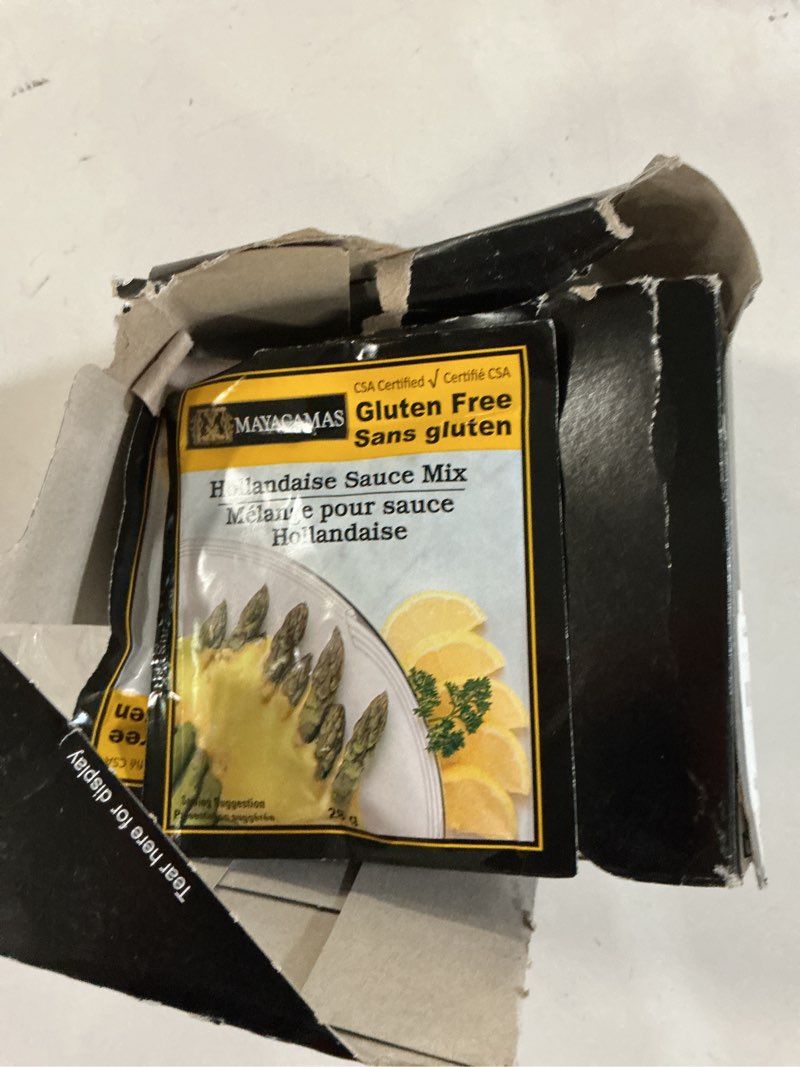 CSA Certified √ Certifié CSA
MAYACAMAS
Gluten Free
Sans gluten
Hollandaise Sauce Mix
Mélange pour sauce
Hollandaise
Serving Suggestion
Présentation suggérée
28 g
Tear here for display